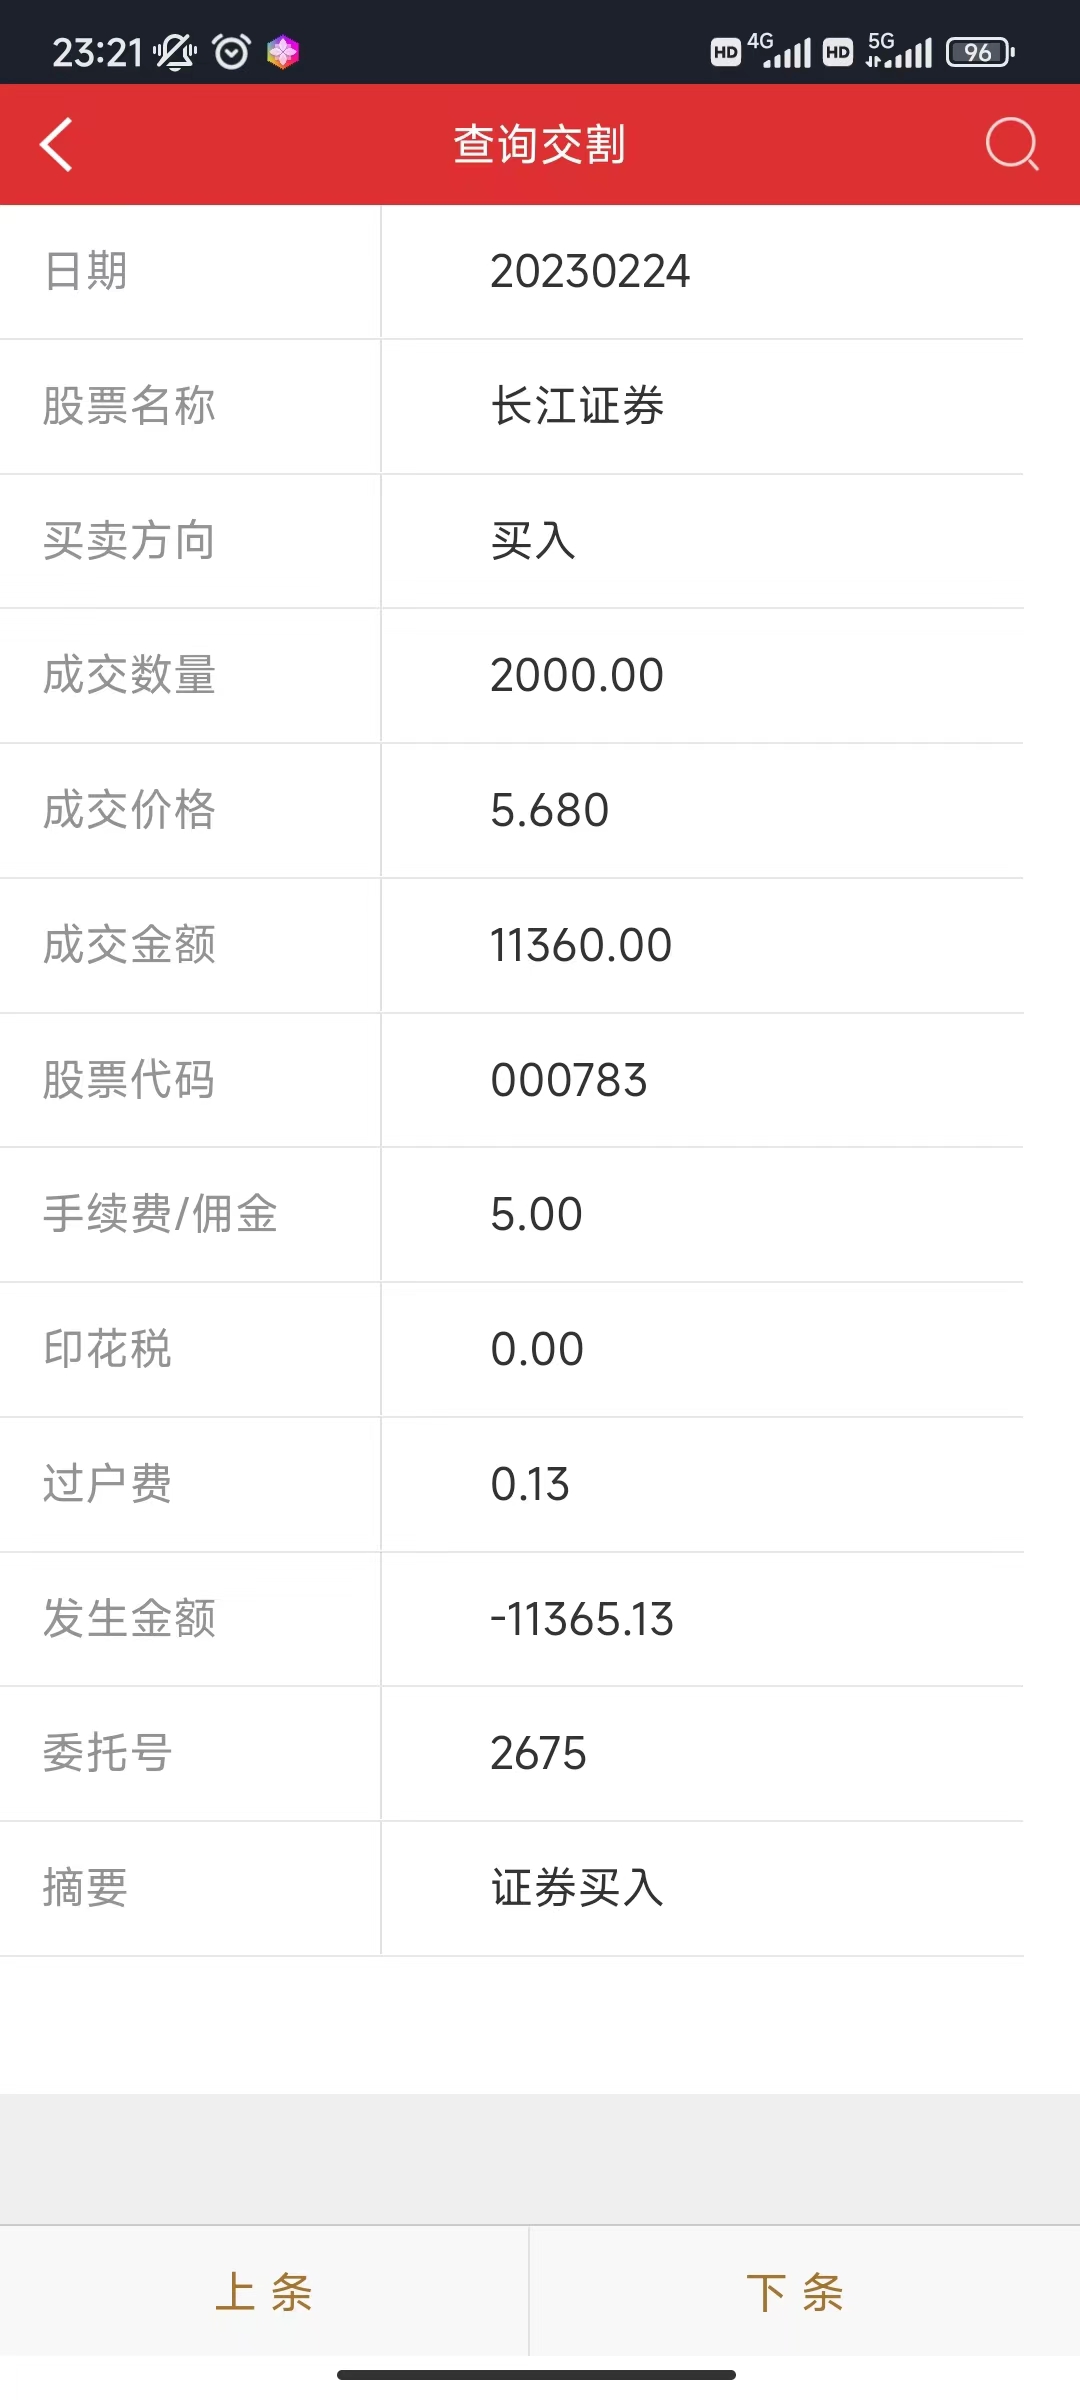 23:21 HD 4G HD 5G 96
查询交割
日期 20230224
股票名称 长江证券
买卖方向 买入
成交数量 2000.00
成交价格 5.680
成交金额 11360.00
股票代码 000783
手续费/佣金 5.00
印花税 0.00
过户费 0.13
发生金额 -11365.13
委托号 2675
摘要 证券买入
上条 下条